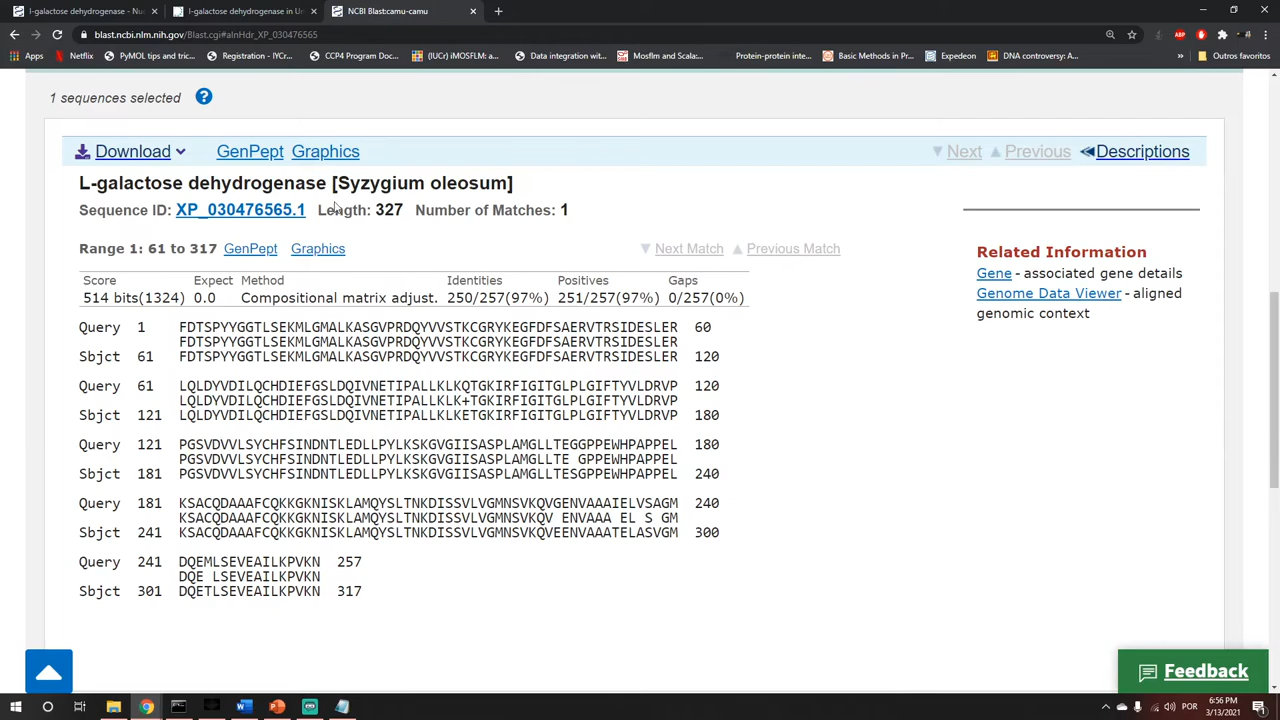 l-galactose dehydrogenase - Nuc
l-galactose dehydrogenase in Un
NCBI Blast:camu-camu
blast.ncbi.nlm.nih.gov/Blast.cgi#alnHdr_XP_030476565
Apps Netflix PyMOL tips and tric... Registration - IYCr... CCP4 Program Doc... (IUCr) iMOSFLM: —... Data integration wit... Mosflm and Scala:... Protein-protein inte... Basic Methods in Pr... Expedeon DNA controversy: A... » Outros favoritos
1 sequences selected ?
Download GenPept Graphics Next Previous Descriptions
L-galactose dehydrogenase [Syzygium oleosum]
Sequence ID: XP_030476565.1 Length: 327 Number of Matches: 1
Range 1: 61 to 317 GenPept Graphics Next Match Previous Match
Score Expect Method Identities Positives Gaps
514 bits(1324) 0.0 Compositional matrix adjust. 250/257(97%) 251/257(97%) 0/257(0%)
Query 1 FDTSPYYGGTLSEKMLGMALKASGVPRDQYVVSTKCGRYKEGFDFSAERVTRSIDESLER 60
FDTSPYYGGTLSEKMLGMALKASGVPRDQYVVSTKCGRYKEGFDFSAERVTRSIDESLER
Sbjct 61 FDTSPYYGGTLSEKMLGMALKASGVPRDQYVVSTKCGRYKEGFDFSAERVTRSIDESLER 120
Query 61 LQLDYVDILQCHDIEFGSLDQIVNETIPALLKLKQTGKIRFIGITGLPLGIFTYVLDRVP 120
LQLDYVDILQCHDIEFGSLDQIVNETIPALLKLK+TGKIRFIGITGLPLGIFTYVLDRVP
Sbjct 121 LQLDYVDILQCHDIEFGSLDQIVNETIPALLKLKETGKIRFIGITGLPLGIFTYVLDRVP 180
Query 121 PGSVDVVLSYCHFSINDNTLEDLLPYLKSKGVGIISASPLAMGLLTEGGPPEWHPAPPEL 180
PGSVDVVLSYCHFSINDNTLEDLLPYLKSKGVGIISASPLAMGLLTE GPPEWHPAPPEL
Sbjct 181 PGSVDVVLSYCHFSINDNTLEDLLPYLKSKGVGIISASPLAMGLLTESGPPEWHPAPPEL 240
Query 181 KSACQDAAAFCQKKGKNISKLAMQYSLTNKDISSVLVGMNSVKQVGENVAAAIELVSAGM 240
KSACQDAAAFCQKKGKNISKLAMQYSLTNKDISSVLVGMNSVKQV ENVAAA EL S GM
Sbjct 241 KSACQDAAAFCQKKGKNISKLAMQYSLTNKDISSVLVGMNSVKQVEENVAAATELASVGM 300
Query 241 DQEMLSEVEAILKPVKN 257
DQE LSEVEAILKPVKN
Sbjct 301 DQETLSEVEAILKPVKN 317
Related Information
Gene - associated gene details
Genome Data Viewer - aligned
genomic context
Feedback
POR
6:56 PM
3/13/2021